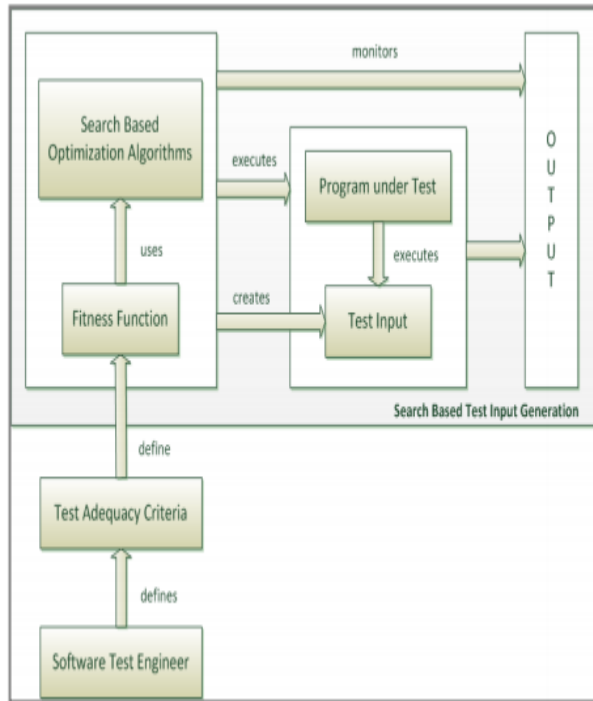 monitors
Search Based
Optimization Algorithms
executes
Program under Test
OUTPUT
uses
executes
creates
Fitness Function
Test Input
Search Based Test Input Generation
define
Test Adequacy Criteria
defines
Software Test Engineer